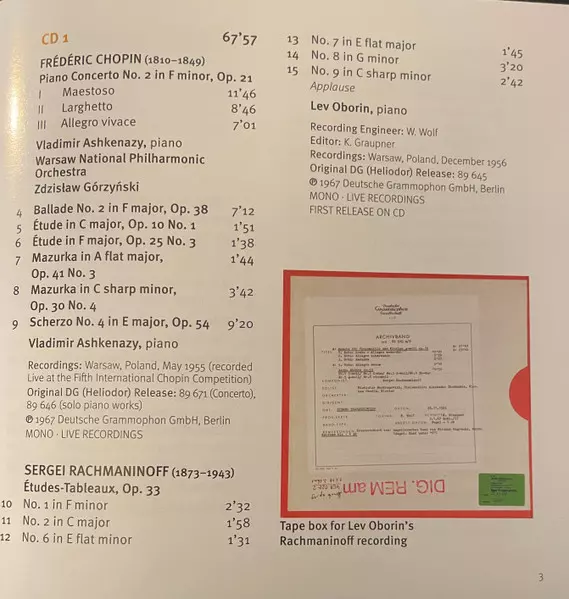 CD 1 67’57
FRÉDÉRIC CHOPIN (1810–1849)
Piano Concerto No. 2 in F minor, Op. 21
I Maestoso 11’46
II Larghetto 8’46
III Allegro vivace 7’01
Vladimir Ashkenazy, piano
Warsaw National Philharmonic
Orchestra
Zdzisław Górzyński
4 Ballade No. 2 in F major, Op. 38 7’12
5 Étude in C major, Op. 10 No. 1 1’51
6 Étude in F major, Op. 25 No. 3 1’38
7 Mazurka in A flat major, 1’44
Op. 41 No. 3
8 Mazurka in C sharp minor, 3’42
Op. 30 No. 4
9 Scherzo No. 4 in E major, Op. 54 9’20
Vladimir Ashkenazy, piano
Recordings: Warsaw, Poland, May 1955 (recorded
Live at the Fifth International Chopin Competition)
Original DG (Heliodor) Release: 89 671 (Concerto),
89 646 (solo piano works)
℗ 1967 Deutsche Grammophon GmbH, Berlin
MONO · LIVE RECORDINGS
SERGEI RACHMANINOFF (1873–1943)
Études-Tableaux, Op. 33
10 No. 1 in F minor 2’32
11 No. 2 in C major 1’58
12 No. 6 in E flat minor 1’31
13 No. 7 in E flat major 1’45
14 No. 8 in G minor 3’20
15 No. 9 in C sharp minor 2’42
Applause
Lev Oborin, piano
Recording Engineer: W. Wolf
Editor: K. Graupner
Recordings: Warsaw, Poland, December 1956
Original DG (Heliodor) Release: 89 645
℗ 1967 Deutsche Grammophon GmbH, Berlin
MONO · LIVE RECORDINGS
FIRST RELEASE ON CD
ARCHIVBAND
DIG. REM am
Tape box for Lev Oborin’s
Rachmaninoff recording
3